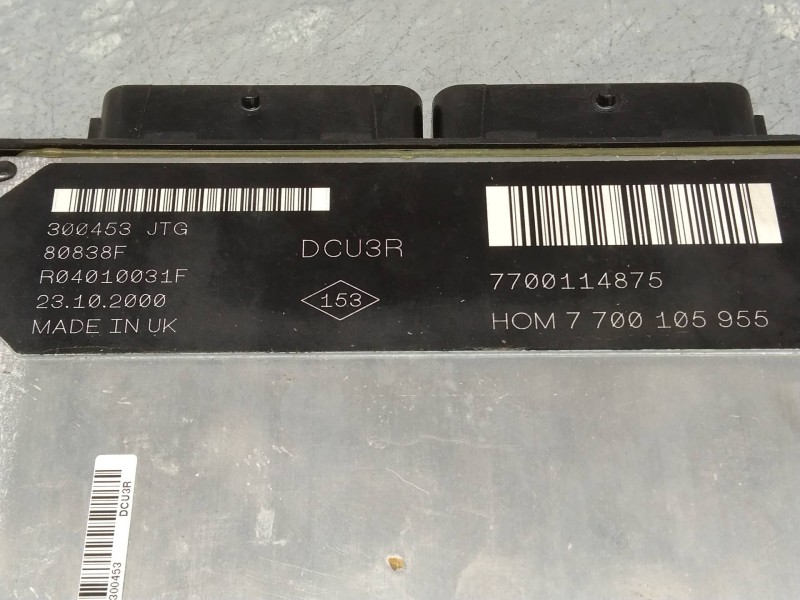 300453 JTG
80838F
R04010031F
23.10.2000
MADE IN UK
DCU3R
153
7700114875
HOM 7 700 105 955
DCU3R
300453